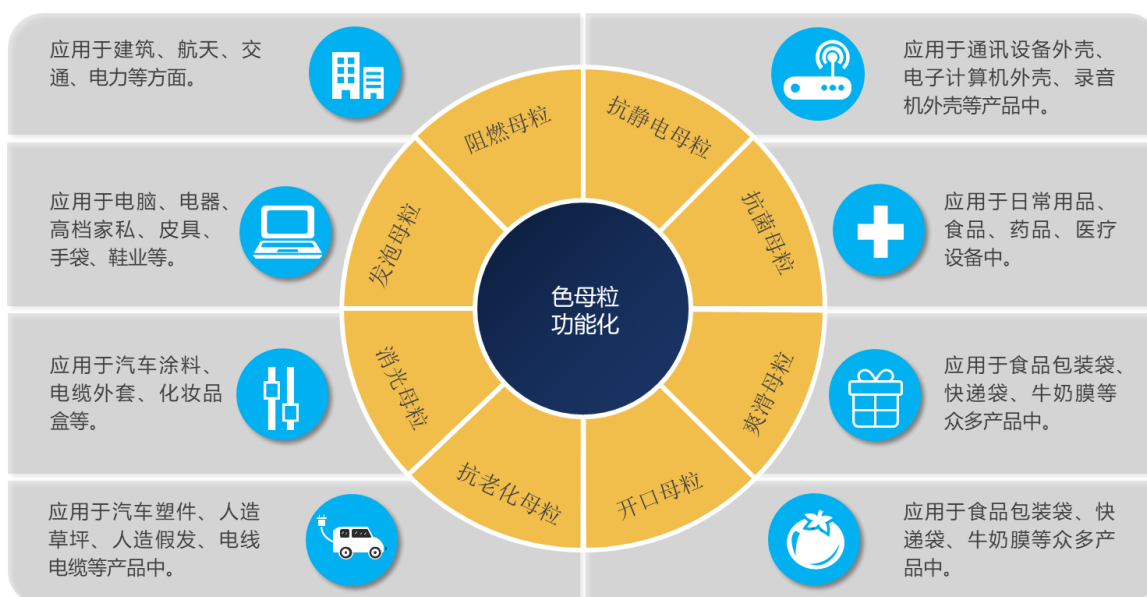 应用于建筑、航天、交
通、电力等方面。
阻燃母粒
抗静电母粒
应用于通讯设备外壳、
电子计算机外壳、录音
机外壳等产品中。
应用于电脑、电器、
高档家私、皮具、
手袋、鞋业等。
发泡母粒
抗菌母粒
应用于日常用品、
食品、药品、医疗
设备中。
色母粒
功能化
应用于汽车涂料、
电缆外套、化妆品
盒等。
消光母粒
爽滑母粒
应用于食品包装袋、
快递袋、牛奶膜等
众多产品中。
应用于汽车塑件、人造
草坪、人造假发、电线
电缆等产品中。
抗老化母粒
开口母粒
应用于食品包装袋、快
递袋、牛奶膜等众多产
品中。